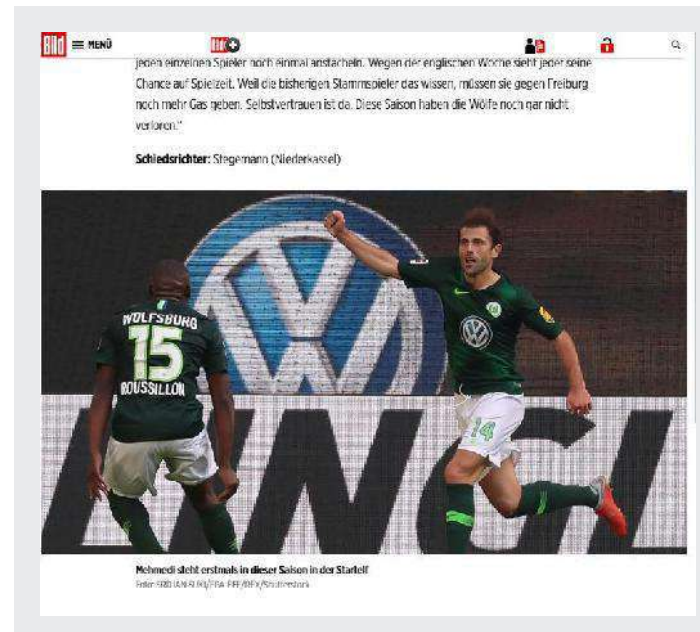 Bild MENÜ Bild+
jeden einzelnen Spieler noch einmal anstacheln. Wegen der englischen Woche sieht jeder seine
Chance auf Spielzeit. Weil die bisherigen Stammspieler das wissen, müssen sie gegen Freiburg
noch mehr Gas geben. Selbstvertrauen ist da. Diese Saison haben die Wölfe noch gar nicht
verloren."
Schiedsrichter: Stegemann (Niederkassel)
WOLFSBURG
15
ROUSSILLON
14
Mehmedi steht erstmals in dieser Saison in der Startelf